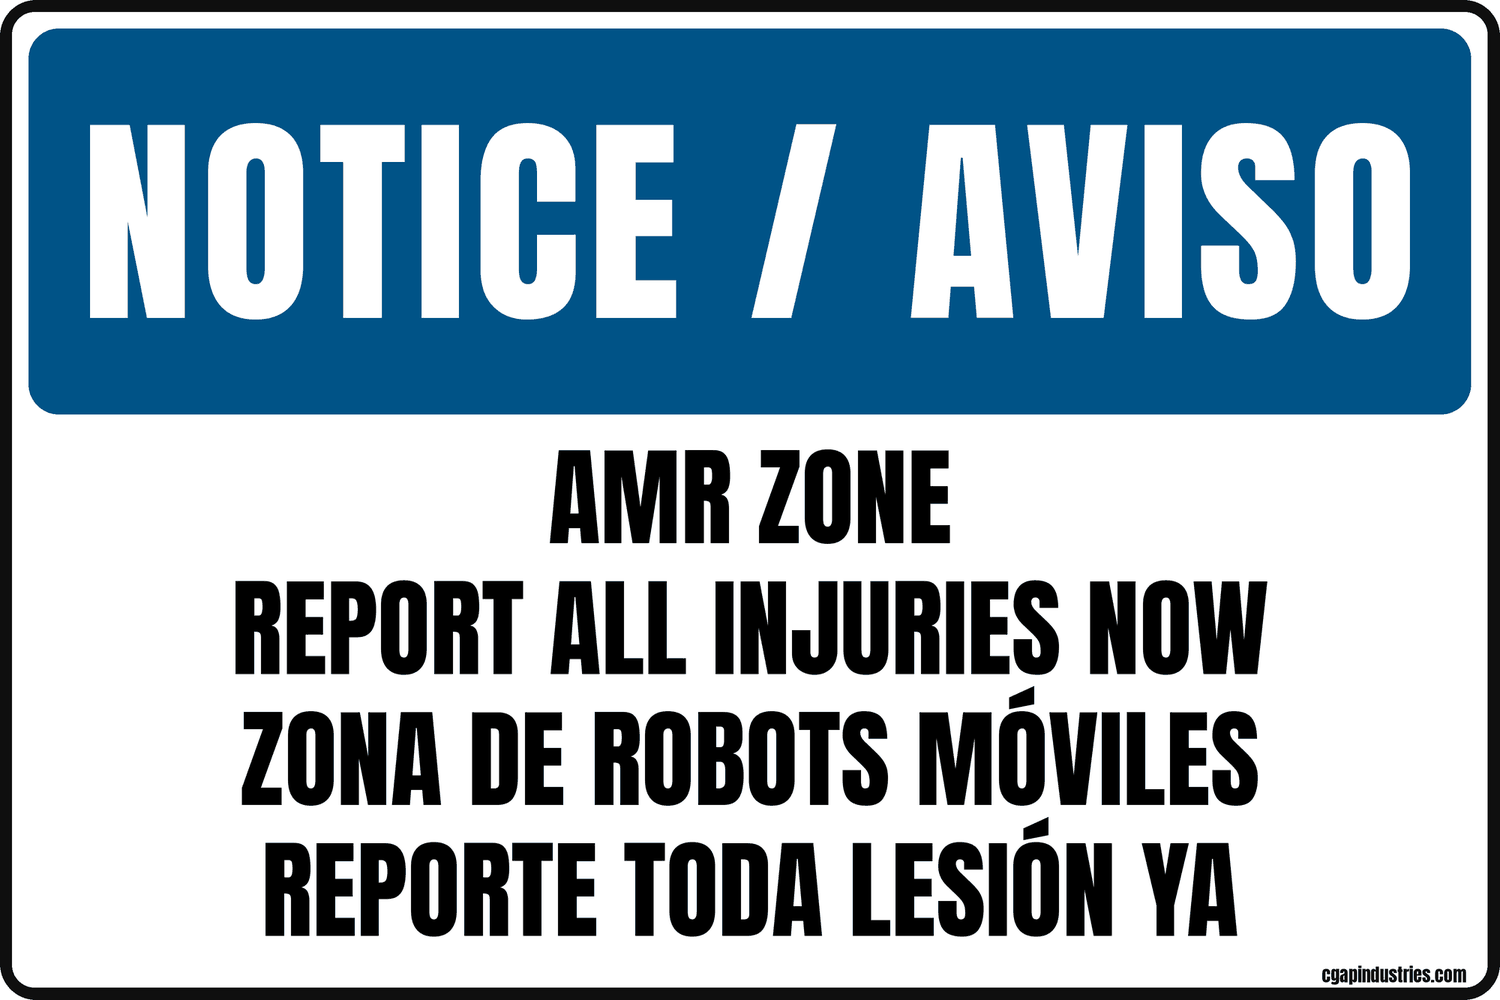 NOTICE / AVISO
AMR ZONE
REPORT ALL INJURIES NOW
ZONA DE ROBOTS MÓVILES
REPORTE TODA LESIÓN YA
cgapindustries.com